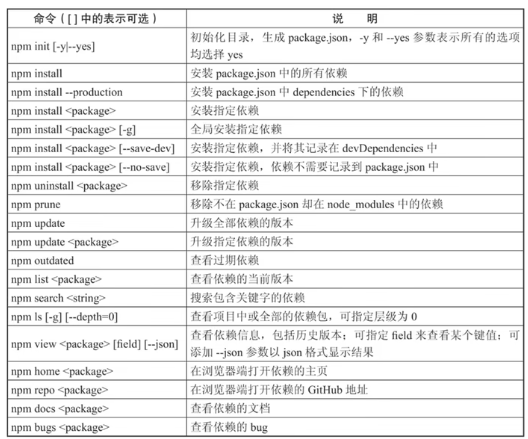 命令（[ ] 中的表示可选）
说 明
npm init [-y|--yes]
初始化目录，生成 package.json，-y 和 --yes 参数表示所有的选项
均选择 yes
npm install
安装 package.json 中的所有依赖
npm install --production
安装 package.json 中 dependencies 下的依赖
npm install <package>
安装指定依赖
npm install <package> [-g]
全局安装指定依赖
npm install <package> [--save-dev]
安装指定依赖，并将其记录在 devDependencies 中
npm install <package> [--no-save]
安装指定依赖，依赖不需要记录到 package.json 中
npm uninstall <package>
移除指定依赖
npm prune
移除不在 package.json 却在 node_modules 中的依赖
npm update
升级全部依赖的版本
npm update <package>
升级指定依赖的版本
npm outdated
查看过期依赖
npm list <package>
查看依赖的当前版本
npm search <string>
搜索包含关键字的依赖
npm ls [-g] [--depth=0]
查看项目中或全部的依赖包，可指定层级为 0
npm view <package> [field] [--json]
查看依赖信息，包括历史版本；可指定 field 来查看某个键值；可
添加 --json 参数以 json 格式显示结果
npm home <package>
在浏览器端打开依赖的主页
npm repo <package>
在浏览器端打开依赖的 GitHub 地址
npm docs <package>
查看依赖的文档
npm bugs <package>
查看依赖的 bug